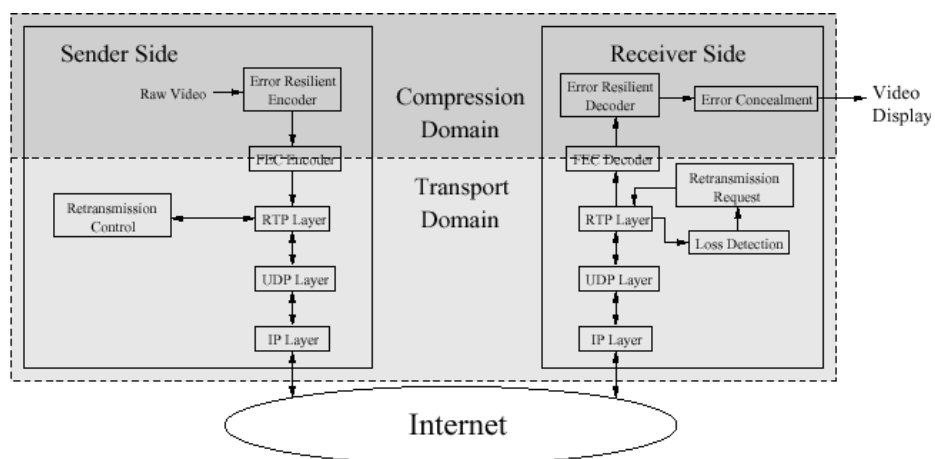 Sender Side
Raw Video
Error Resilient
Encoder
FEC Encoder
Retransmission
Control
RTP Layer
UDP Layer
IP Layer
Compression
Domain
Transport
Domain
Receiver Side
Error Resilient
Decoder
Error Concealment
Video
Display
FEC Decoder
Retransmission
Request
RTP Layer
Loss Detection
UDP Layer
IP Layer
Internet